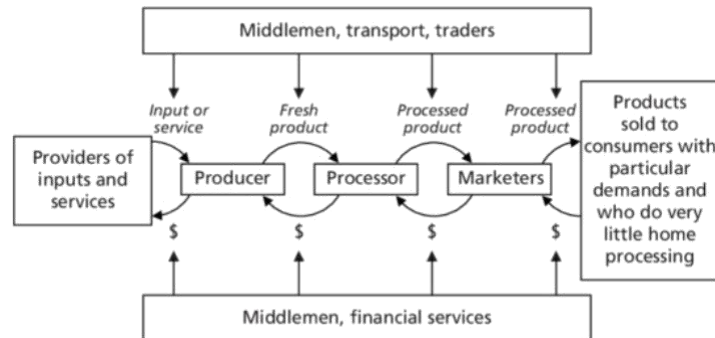 Middlemen, transport, traders
Input or
service
Fresh
product
Processed
product
Processed
product
Providers of
inputs and
services
Producer
Processor
Marketers
Products
sold to
consumers with
particular
demands and
who do very
little home
processing
$
$
$
$
Middlemen, financial services